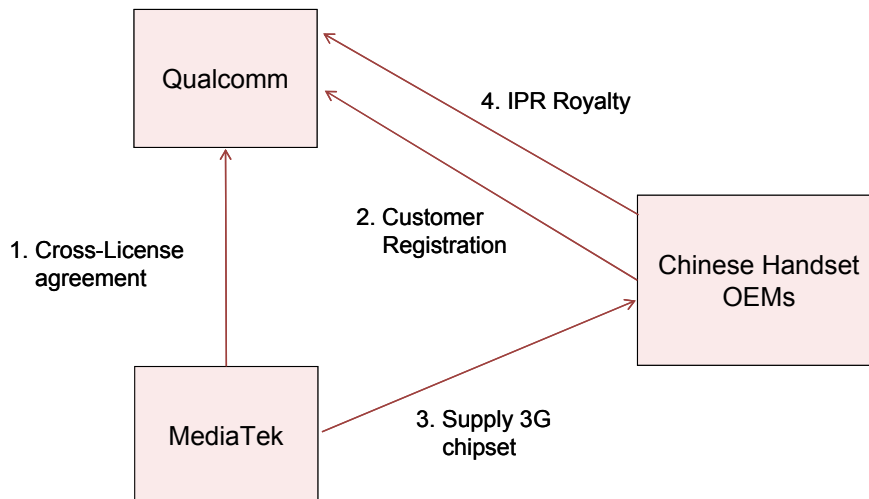 Qualcomm
4. IPR Royalty
2. Customer
Registration
1. Cross-License
agreement
Chinese Handset
OEMs
MediaTek
3. Supply 3G
chipset